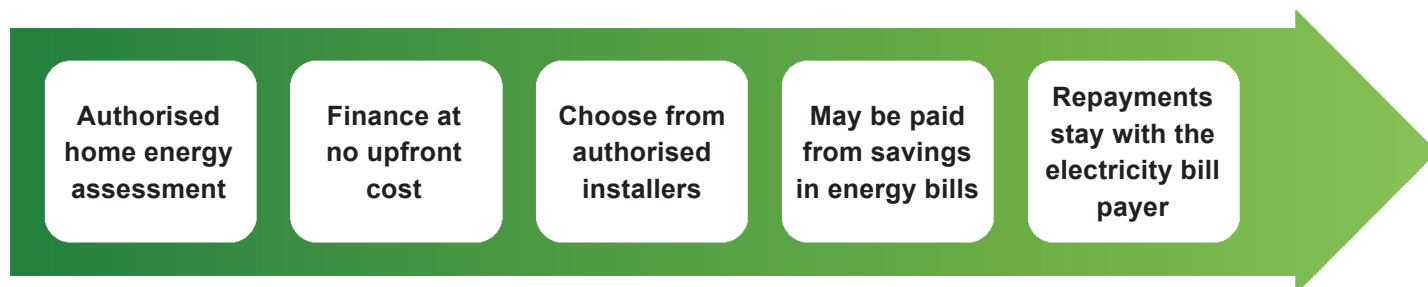 Authorised
home energy
assessment
Finance at
no upfront
cost
Choose from
authorised
installers
May be paid
from savings
in energy bills
Repayments
stay with the
electricity bill
payer